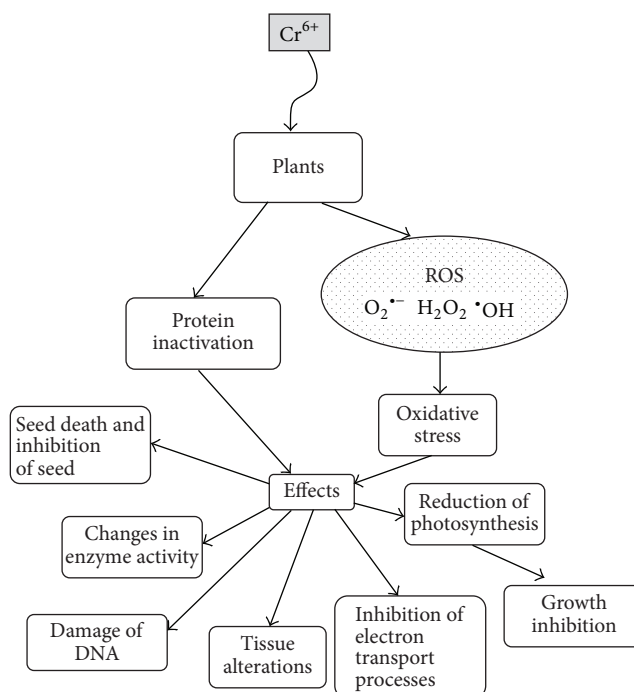 Cr⁶⁺
Plants
ROS
O₂•⁻ H₂O₂ •OH
Protein
inactivation
Oxidative
stress
Seed death and
inhibition
of seed
Effects
Reduction of
photosynthesis
Changes in
enzyme activity
Growth
inhibition
Damage of
DNA
Tissue
alterations
Inhibition of
electron
transport
processes